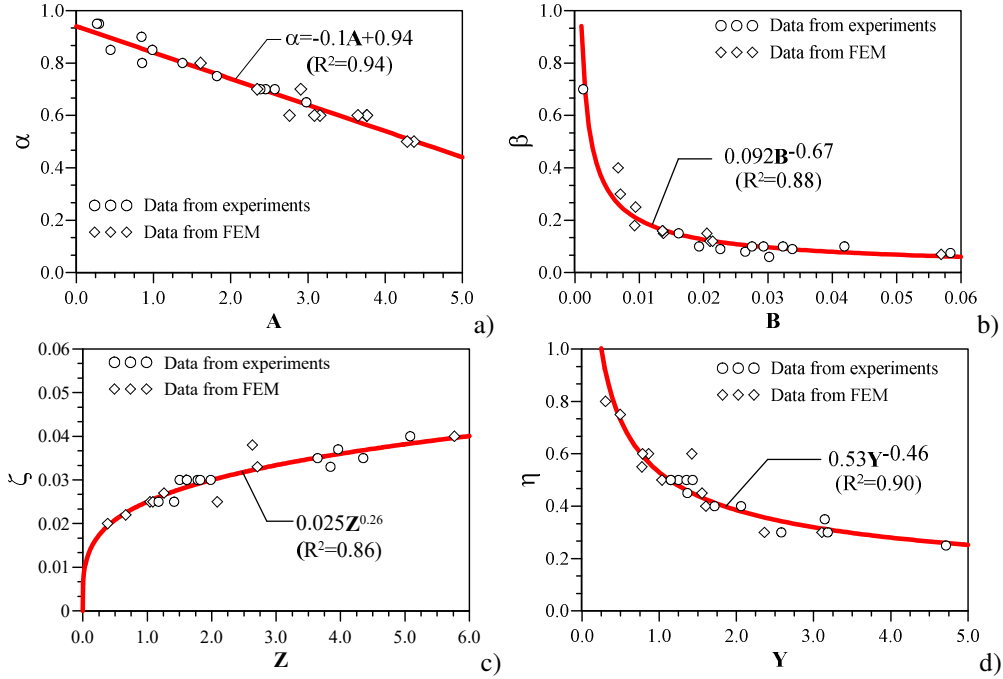 1.0
0.8
0.6
0.4
0.2
0.0
α
α=-0.1A+0.94
(R²=0.94)
Data from experiments
Data from FEM
0.0 1.0 2.0 3.0 4.0 5.0
A
a)
1.0
0.8
0.6
0.4
0.2
0.0
β
Data from experiments
Data from FEM
0.092B^-0.67
(R²=0.88)
0.00 0.01 0.02 0.03 0.04 0.05 0.06
B
b)
0.06
0.05
0.04
0.03
0.02
0.01
0
ζ
Data from experiments
Data from FEM
0.025Z^0.26
(R²=0.86)
0.0 1.0 2.0 3.0 4.0 5.0 6.0
Z
c)
1.0
0.8
0.6
0.4
0.2
0.0
η
Data from experiments
Data from FEM
0.53Y^-0.46
(R²=0.90)
0.0 1.0 2.0 3.0 4.0 5.0
Y
d)